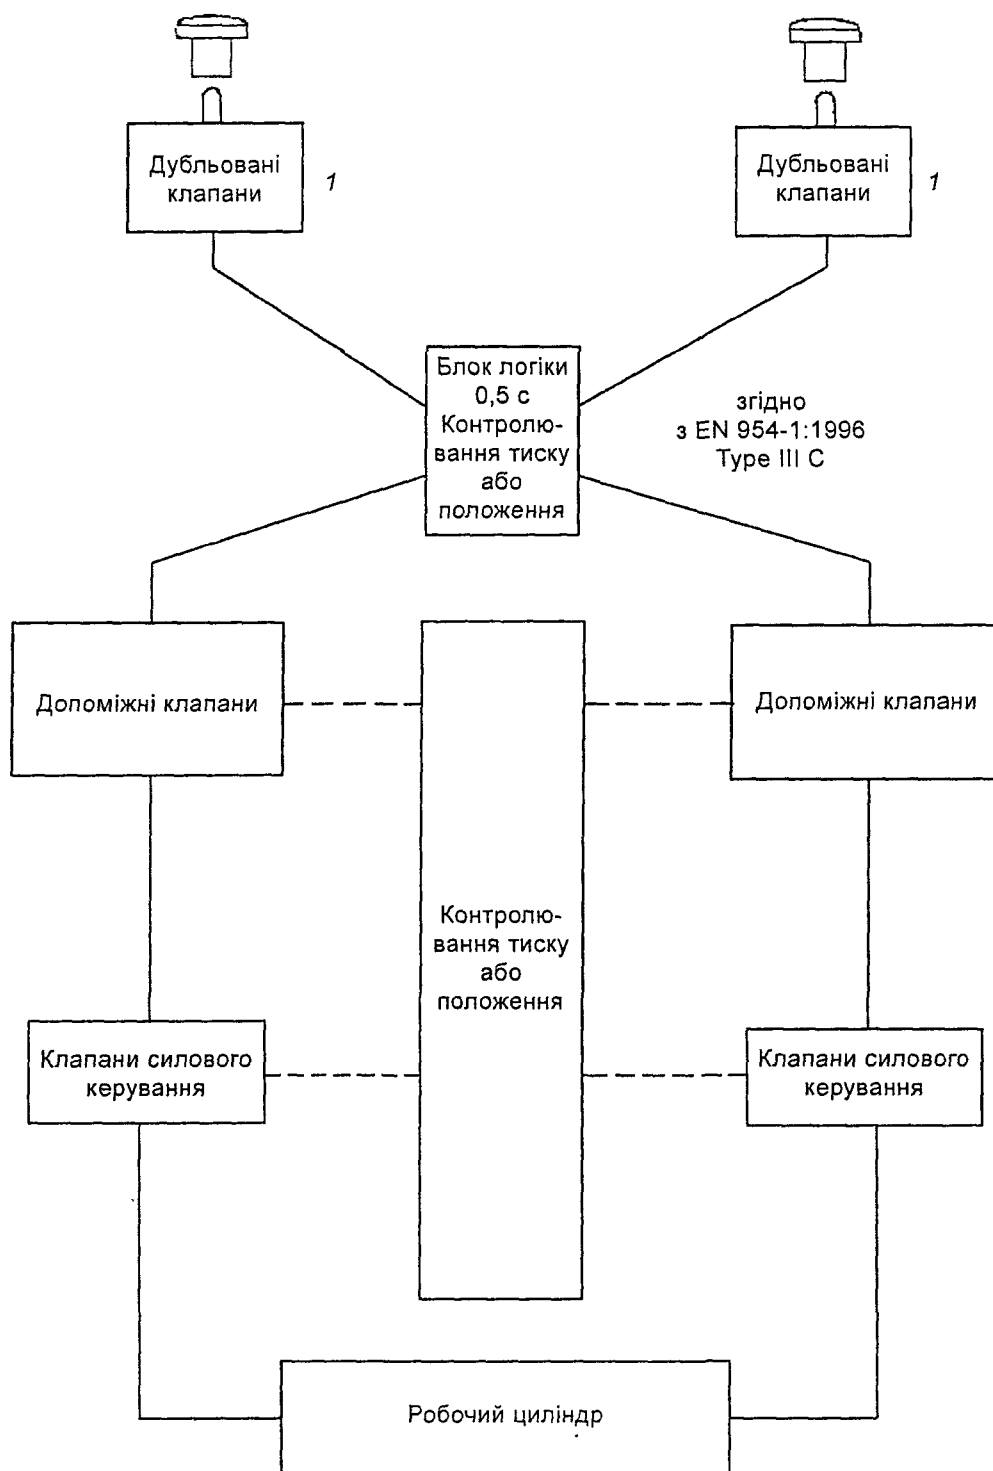 Дубльовані
клапани
1
Дубльовані
клапани
1
Блок логіки
0,5 с
Контролю-
вання тиску
або
положення
згідно
з EN 954-1:1996
Type III C
Допоміжні клапани
Допоміжні клапани
Контролю-
вання тиску
або
положення
Клапани силового
керування
Клапани силового
керування
Робочий циліндр